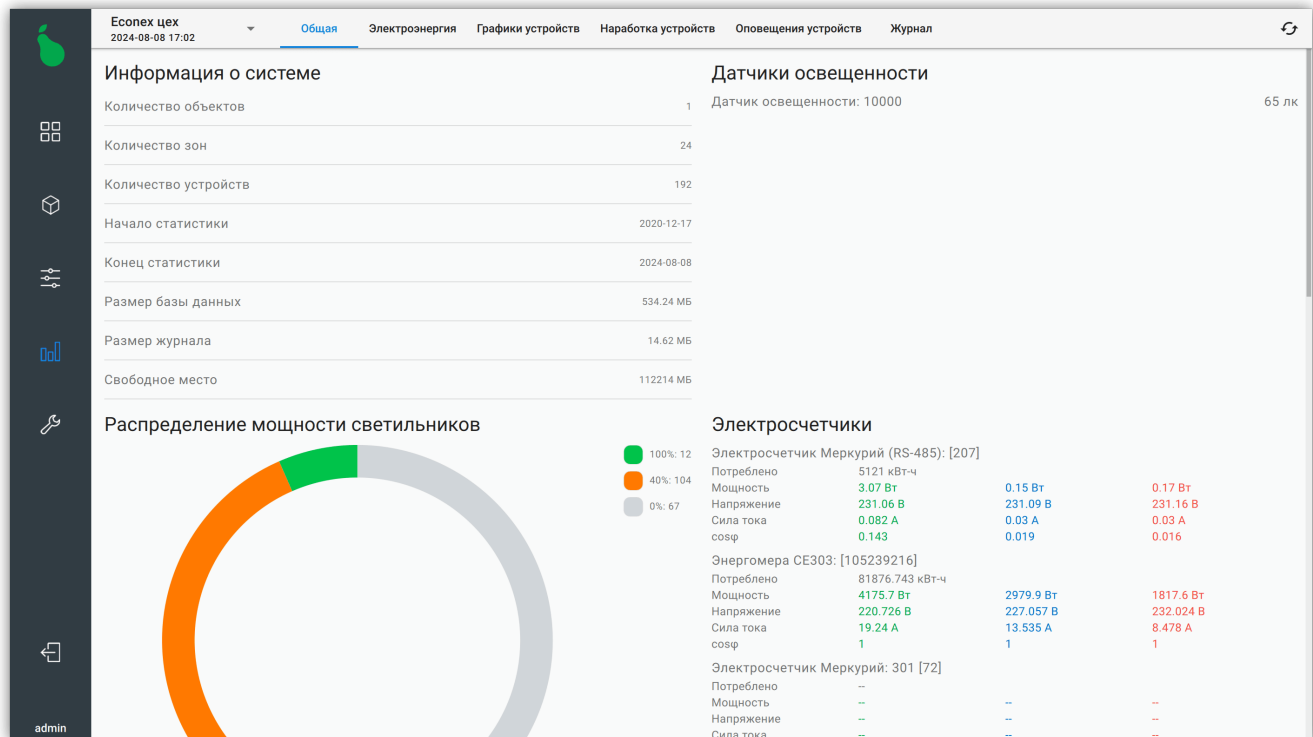 Econex цех
2024-08-08 17:02
Общая
Электроэнергия
Графики устройств
Наработка устройств
Оповещения устройств
Журнал
Информация о системе
Количество объектов 1
Количество зон 24
Количество устройств 192
Начало статистики 2020-12-17
Конец статистики 2024-08-08
Размер базы данных 534.24 МБ
Размер журнала 14.62 МБ
Свободное место 112214 МБ
Датчики освещенности
Датчик освещенности: 10000 65 лк
Распределение мощности светильников
100%: 12
40%: 104
0%: 67
Электросчетчики
Электросчетчик Меркурий (RS-485): [207]
Потреблено 5121 кВт-ч
Мощность 3.07 Вт 0.15 Вт 0.17 Вт
Напряжение 231.06 В 231.09 В 231.16 В
Сила тока 0.082 А 0.03 А 0.03 А
cosφ 0.143 0.019 0.016
Энергомера CE303: [105239216]
Потреблено 81876.743 кВт-ч
Мощность 4175.7 Вт 2979.9 Вт 1817.6 Вт
Напряжение 220.726 В 227.057 В 232.024 В
Сила тока 19.24 А 13.535 А 8.478 А
cosφ 1 1 1
Электросчетчик Меркурий: 301 [72]
Потреблено --
Мощность -- -- --
Напряжение -- -- --
Сила тока -- -- --
admin